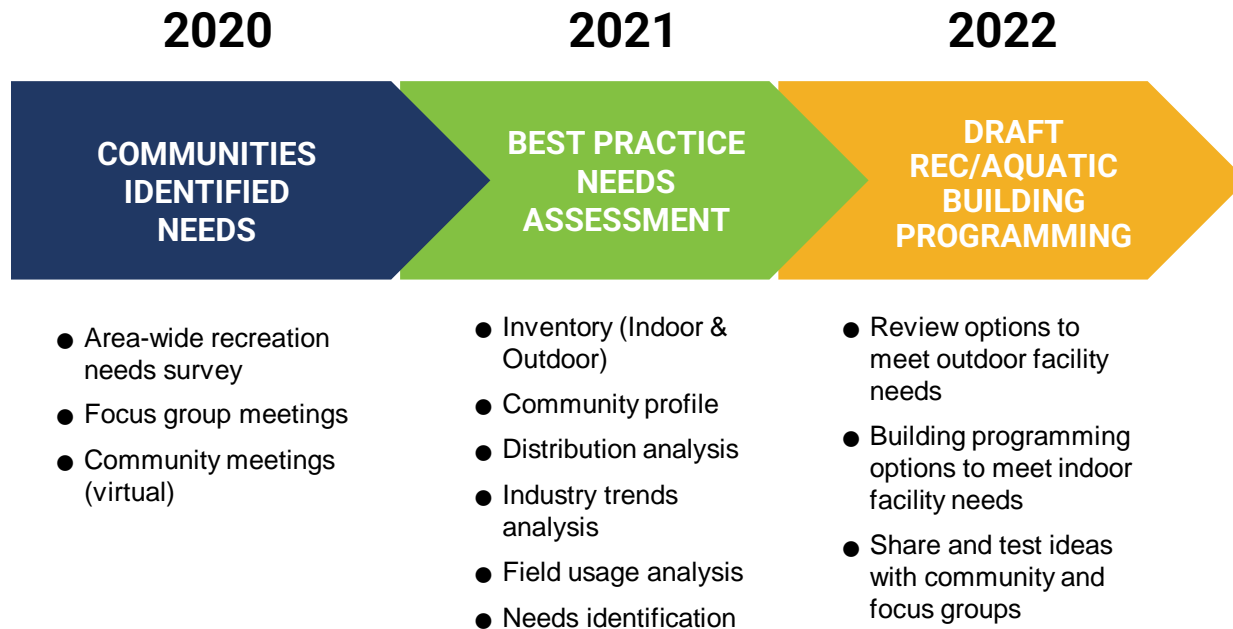 2020
2021
2022
COMMUNITIES
IDENTIFIED
NEEDS
BEST PRACTICE
NEEDS
ASSESSMENT
DRAFT
REC/AQUATIC
BUILDING
PROGRAMMING
● Area-wide recreation
needs survey
● Focus group meetings
● Community meetings
(virtual)
● Inventory (Indoor &
Outdoor)
● Community profile
● Distribution analysis
● Industry trends
analysis
● Field usage analysis
● Needs identification
● Review options to
meet outdoor facility
needs
● Building programming
options to meet indoor
facility needs
● Share and test ideas
with community and
focus groups